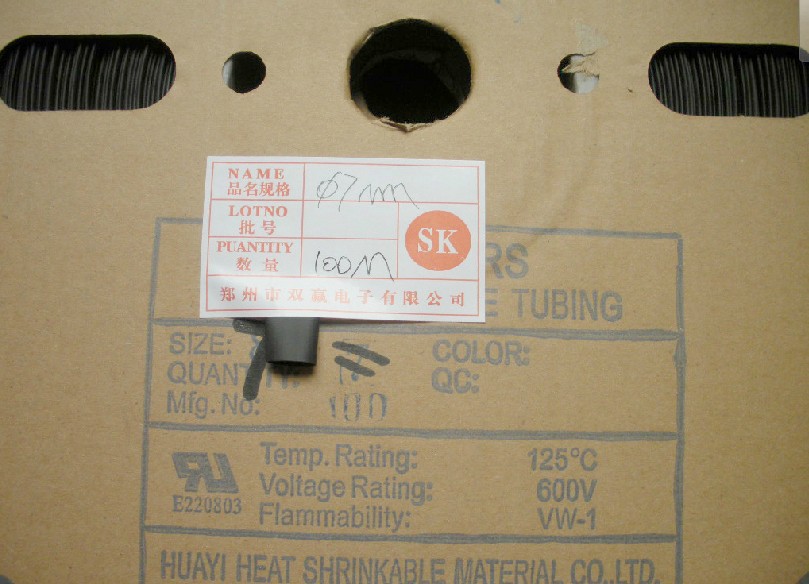 NAME
品名规格
φ7mm
LOTNO
批号
PUANTITY
数量
100M
SK
郑州市双赢电子有限公司
RS
E TUBING
SIZE:
COLOR:
QUANT
QC:
Mfg. No:
100
E220803
Temp. Rating: 125°C
Voltage Rating: 600V
Flammability: VW-1
HUAYI HEAT SHRINKABLE MATERIAL CO.,LTD.